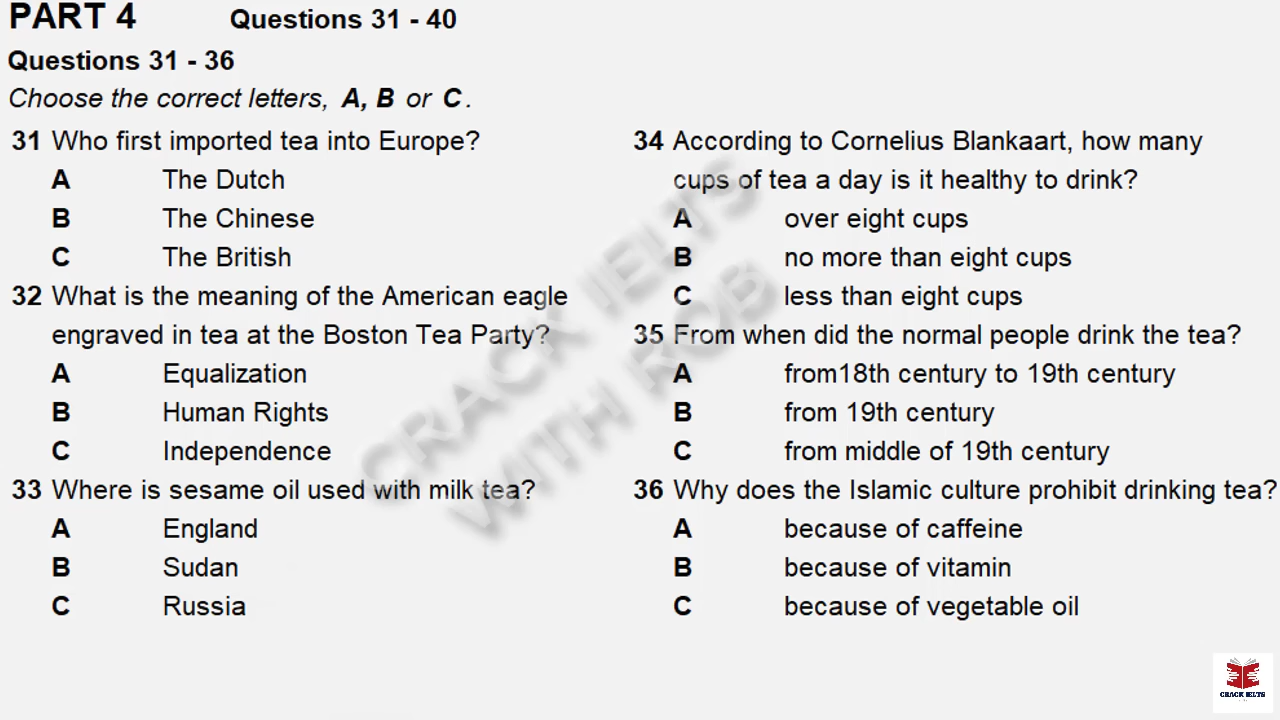 PART 4 Questions 31 - 40
Questions 31 - 36
Choose the correct letters, A, B or C.
31 Who first imported tea into Europe?
A The Dutch
B The Chinese
C The British
32 What is the meaning of the American eagle
engraved in tea at the Boston Tea Party?
A Equalization
B Human Rights
C Independence
33 Where is sesame oil used with milk tea?
A England
B Sudan
C Russia
34 According to Cornelius Blankaart, how many
cups of tea a day is it healthy to drink?
A over eight cups
B no more than eight cups
C less than eight cups
35 From when did the normal people drink the tea?
A from18th century to 19th century
B from 19th century
C from middle of 19th century
36 Why does the Islamic culture prohibit drinking tea?
A because of caffeine
B because of vitamin
C because of vegetable oil
CRACK IELTS
WITH ROB
CRACK IELTS